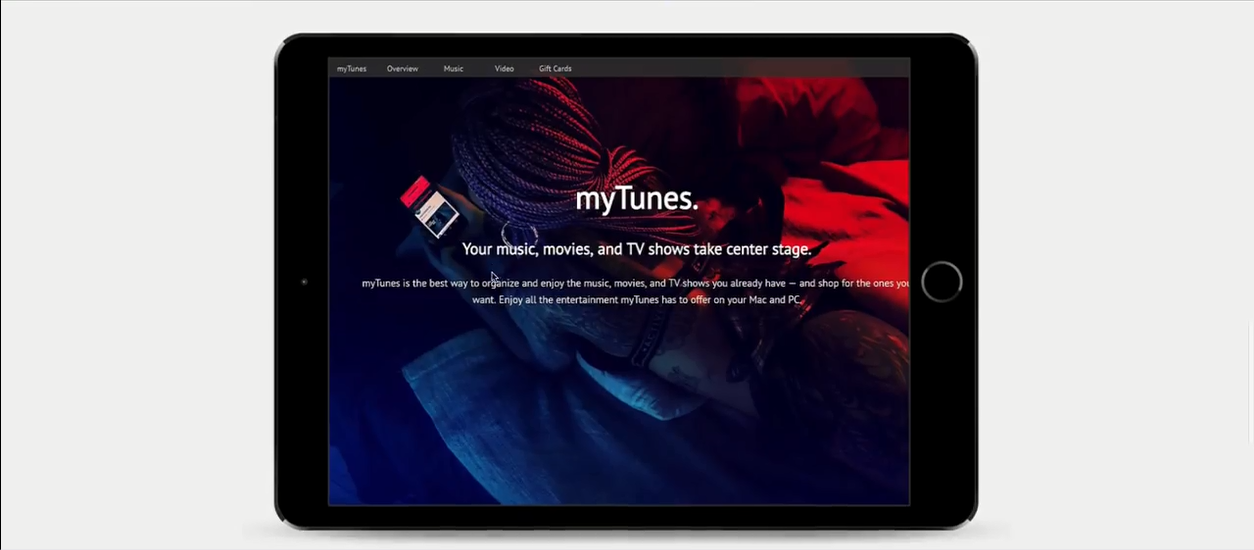 myTunes Overview Music Video Gift Cards
myTunes.
Your music, movies, and TV shows take center stage.
myTunes is the best way to organize and enjoy the music, movies, and TV shows you already have — and shop for the ones you
want. Enjoy all the entertainment myTunes has to offer on your Mac and PC.